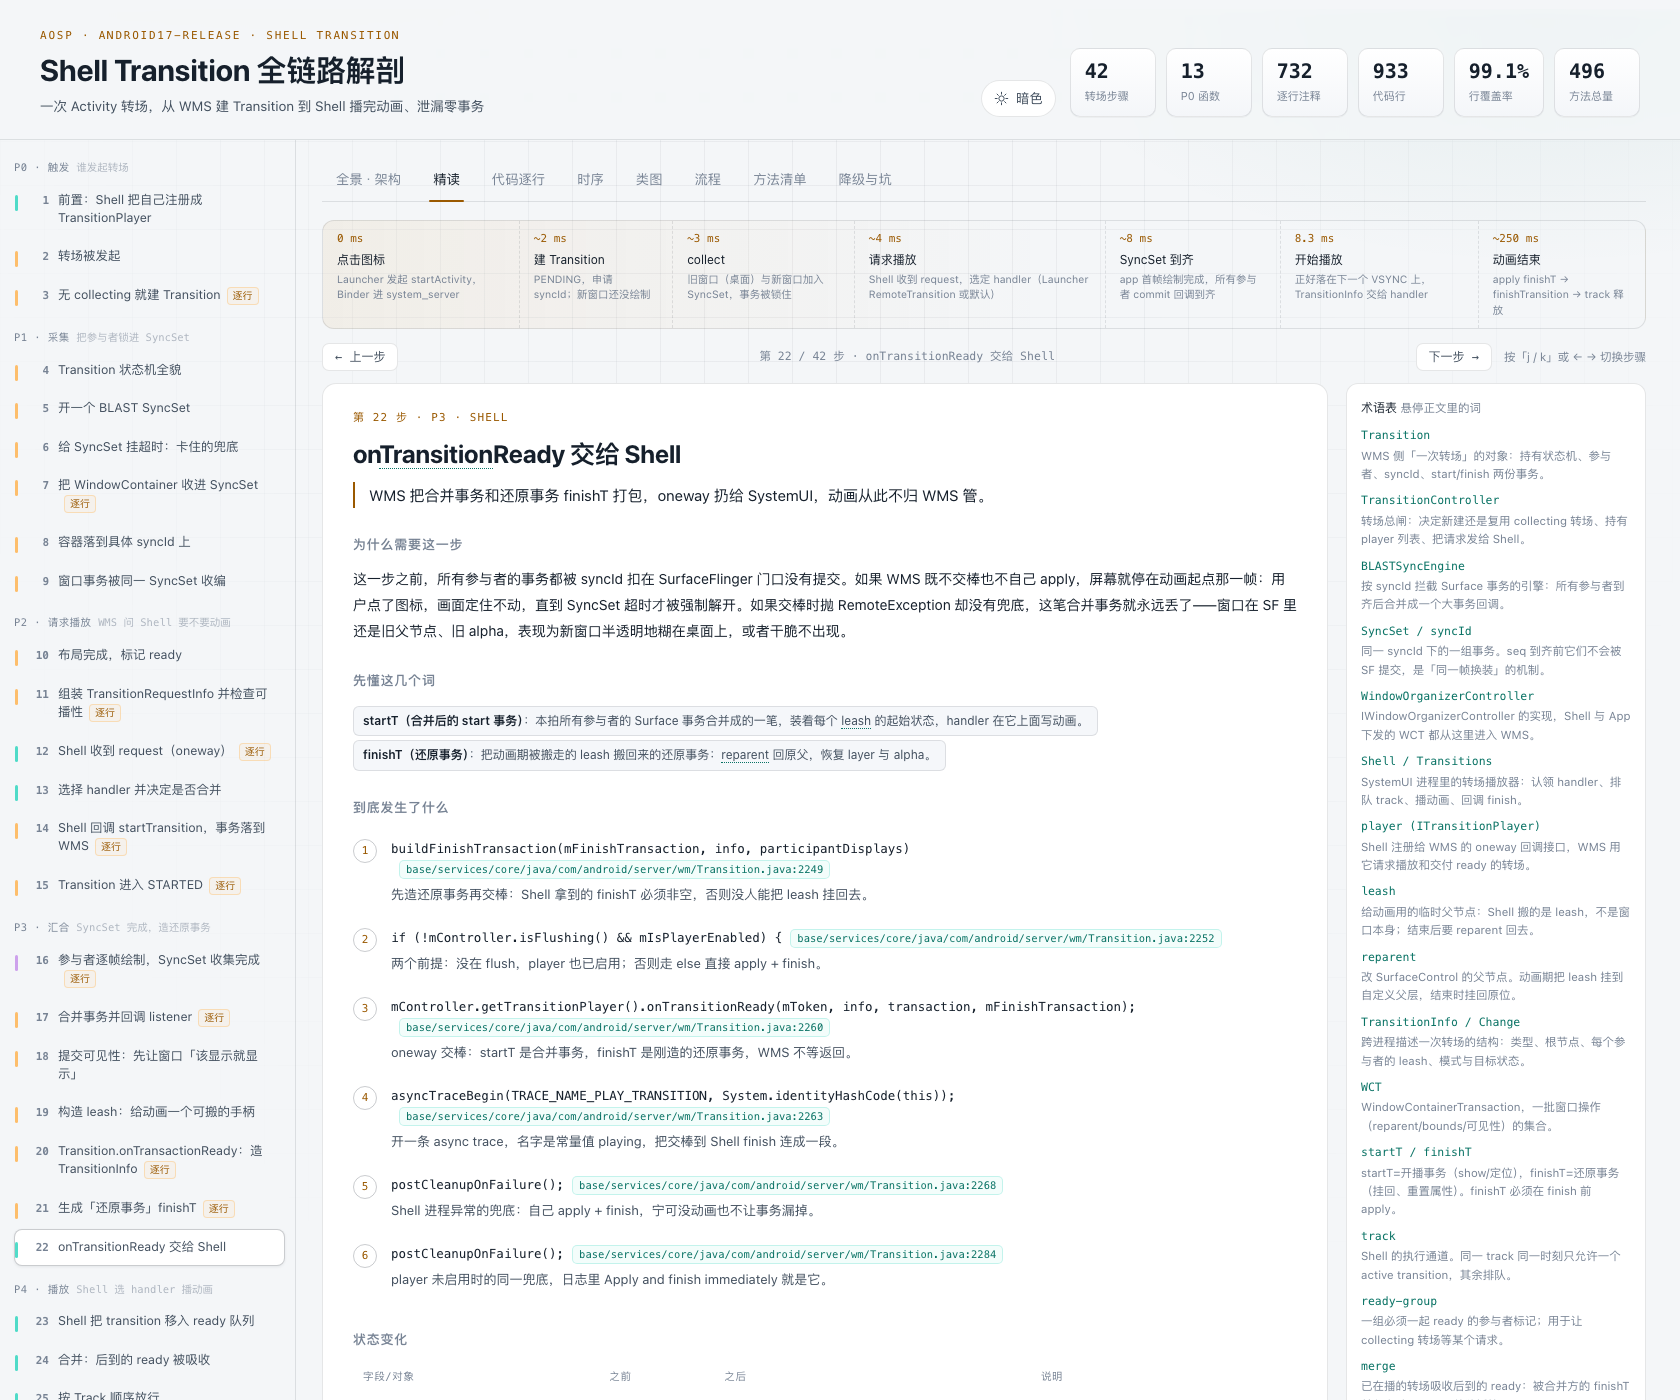 AOSP · ANDROID17-RELEASE · SHELL TRANSITION
Shell Transition 全链路解剖
一次 Activity 转场，从 WMS 建 Transition 到 Shell 播完动画、泄漏零事务
暗色
42
转场步骤
13
P0 函数
732
逐行注释
933
代码行
99.1%
行覆盖率
496
方法总量
P0 · 触发 谁发起转场
1 前置：Shell 把自己注册成
TransitionPlayer
2 转场被发起
3 无 collecting 就建 Transition 逐行
P1 · 采集 把参与者锁进 SyncSet
4 Transition 状态机全貌
5 开一个 BLAST SyncSet
6 给 SyncSet 挂超时：卡住的兜底
7 把 WindowContainer 收进 SyncSet
逐行
8 容器落到具体 syncId 上
9 窗口事务被同一 SyncSet 收编
P2 · 请求播放 WMS 问 Shell 要不要动画
10 布局完成，标记 ready
11 组装 TransitionRequestInfo 并检查可
播性 逐行
12 Shell 收到 request（oneway） 逐行
13 选择 handler 并决定是否合并
14 Shell 回调 startTransition，事务落到
WMS 逐行
15 Transition 进入 STARTED 逐行
P3 · 汇合 SyncSet 完成，造还原事务
16 参与者逐帧绘制，SyncSet 收集完成
逐行
17 合并事务并回调 listener 逐行
18 提交可见性：先让窗口「该显示就显
示」
19 构造 leash：给动画一个可搬的手柄
20 Transition.onTransactionReady：造
TransitionInfo 逐行
21 生成「还原事务」finishT 逐行
22 onTransitionReady 交给 Shell
P4 · 播放 Shell 选 handler 播动画
23 Shell 把 transition 移入 ready 队列
24 合并：后到的 ready 被吸收
25 按 Track 顺序放行
全景 · 架构 精读 代码逐行 时序 类图 流程 方法清单 降级与坑
0 ms
点击图标
Launcher 发起 startActivity，
Binder 进 system_server
~2 ms
建 Transition
PENDING，申请
syncId；新窗口还没绘制
~3 ms
collect
旧窗口（桌面）与新窗口加入
SyncSet，事务被锁住
~4 ms
请求播放
Shell 收到 request，选定 handler（Launcher
RemoteTransition 或默认）
~8 ms
SyncSet 到齐
app 首帧绘制完成，所有参与
者 commit 回调到齐
8.3 ms
开始播放
正好落在下一个 VSYNC 上，
TransitionInfo 交给 handler
~250 ms
动画结束
apply finishT →
finishTransition → track 释
放
← 上一步
第 22 / 42 步 · onTransitionReady 交给 Shell
下一步 →
按「j / k」或 ← → 切换步骤
第 22 步 · P3 · SHELL
onTransitionReady 交给 Shell
WMS 把合并事务和还原事务 finishT 打包，oneway 扔给 SystemUI，动画从此不归 WMS 管。
为什么需要这一步
这一步之前，所有参与者的事务都被 syncId 扣在 SurfaceFlinger 门口没有提交。如果 WMS 既不交棒也不自己 apply，屏幕就停在动画起点那一帧：用
户点了图标，画面定住不动，直到 SyncSet 超时才被强制解开。如果交棒时抛 RemoteException 却没有兜底，这笔合并事务就永远丢了——窗口在 SF 里
还是旧父节点、旧 alpha，表现为新窗口半透明地糊在桌面上，或者干脆不出现。
先懂这几个词
startT（合并后的 start 事务）：本拍所有参与者的 Surface 事务合并成的一笔，装着每个 leash 的起始状态，handler 在它上面写动画。
finishT（还原事务）：把动画期被搬走的 leash 搬回来的还原事务：reparent 回原父，恢复 layer 与 alpha。
到底发生了什么
1 buildFinishTransaction(mFinishTransaction, info, participantDisplays)
base/services/core/java/com/android/server/wm/Transition.java:2249
先造还原事务再交棒：Shell 拿到的 finishT 必须非空，否则没人能把 leash 挂回去。
2 if (!mController.isFlushing() && mIsPlayerEnabled) { base/services/core/java/com/android/server/wm/Transition.java:2252
两个前提：没在 flush，player 也已启用；否则走 else 直接 apply + finish。
3 mController.getTransitionPlayer().onTransitionReady(mToken, info, transaction, mFinishTransaction);
base/services/core/java/com/android/server/wm/Transition.java:2260
oneway 交棒：startT 是合并事务，finishT 是刚造的还原事务，WMS 不等返回。
4 asyncTraceBegin(TRACE_NAME_PLAY_TRANSITION, System.identityHashCode(this));
base/services/core/java/com/android/server/wm/Transition.java:2263
开一条 async trace，名字是常量值 playing，把交棒到 Shell finish 连成一段。
5 postCleanupOnFailure(); base/services/core/java/com/android/server/wm/Transition.java:2268
Shell 进程异常的兜底：自己 apply + finish，宁可没动画也不让事务漏掉。
6 postCleanupOnFailure(); base/services/core/java/com/android/server/wm/Transition.java:2284
player 未启用时的同一兜底，日志里 Apply and finish immediately 就是它。
状态变化
字段/对象 之前 之后 说明
术语表 悬停正文里的词
Transition
WMS 侧「一次转场」的对象：持有状态机、参与
者、syncId、start/finish 两份事务。
TransitionController
转场总闸：决定新建还是复用 collecting 转场、持有
player 列表、把请求发给 Shell。
BLASTSyncEngine
按 syncId 拦截 Surface 事务的引擎：所有参与者到
齐后合并成一个大事务回调。
SyncSet / syncId
同一 syncId 下的一组事务。seq 到齐前它们不会被
SF 提交，是「同一帧换装」的机制。
WindowOrganizerController
IWindowOrganizerController 的实现，Shell 与 App
下发的 WCT 都从这里进入 WMS。
Shell / Transitions
SystemUI 进程里的转场播放器：认领 handler、排
队 track、播动画、回调 finish。
player (ITransitionPlayer)
Shell 注册给 WMS 的 oneway 回调接口，WMS 用
它请求播放和交付 ready 的转场。
leash
给动画用的临时父节点：Shell 搬的是 leash，不是窗
口本身；结束后要 reparent 回去。
reparent
改 SurfaceControl 的父节点。动画期把 leash 挂到
自定义父层，结束时挂回原位。
TransitionInfo / Change
跨进程描述一次转场的结构：类型、根节点、每个参
与者的 leash、模式与目标状态。
WCT
WindowContainerTransaction，一批窗口操作
（reparent/bounds/可见性）的集合。
startT / finishT
startT=开播事务（show/定位），finishT=还原事务
（挂回、重置属性）。finishT 必须在 finish 前
apply。
track
Shell 的执行通道。同一 track 同一时刻只允许一个
active transition，其余排队。
ready-group
一组必须一起 ready 的参与者标记；用于让
collecting 转场等某个请求。
merge
已在播的转场吸收后到的 ready：被合并方的 finishT